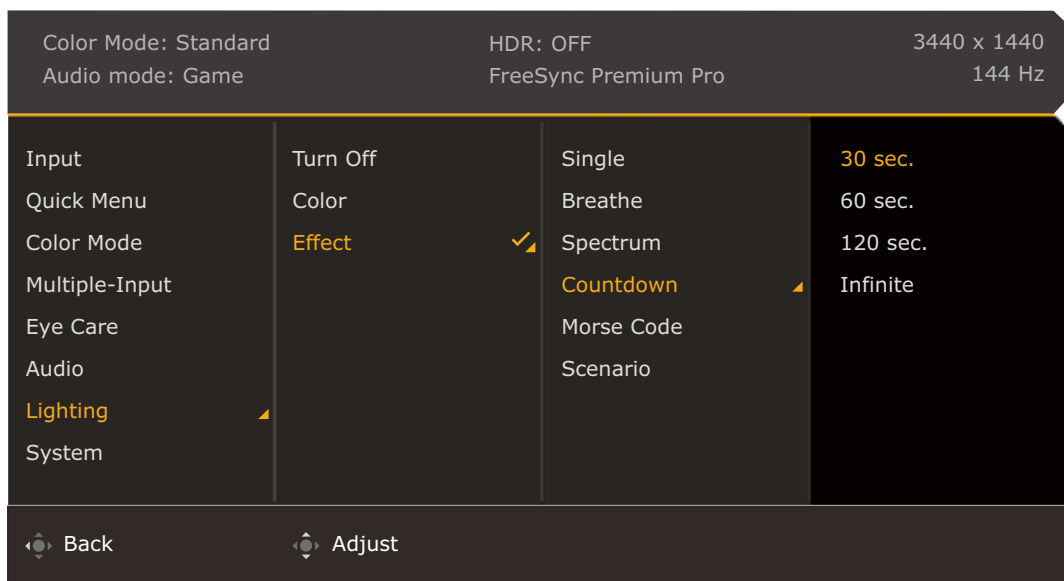 Color Mode: Standard
HDR: OFF
3440 x 1440
Audio mode: Game
FreeSync Premium Pro
144 Hz
Input
Quick Menu
Color Mode
Multiple-Input
Eye Care
Audio
Lighting
System
Turn Off
Color
Effect
Single
Breathe
Spectrum
Countdown
Morse Code
Scenario
30 sec.
60 sec.
120 sec.
Infinite
Back
Adjust